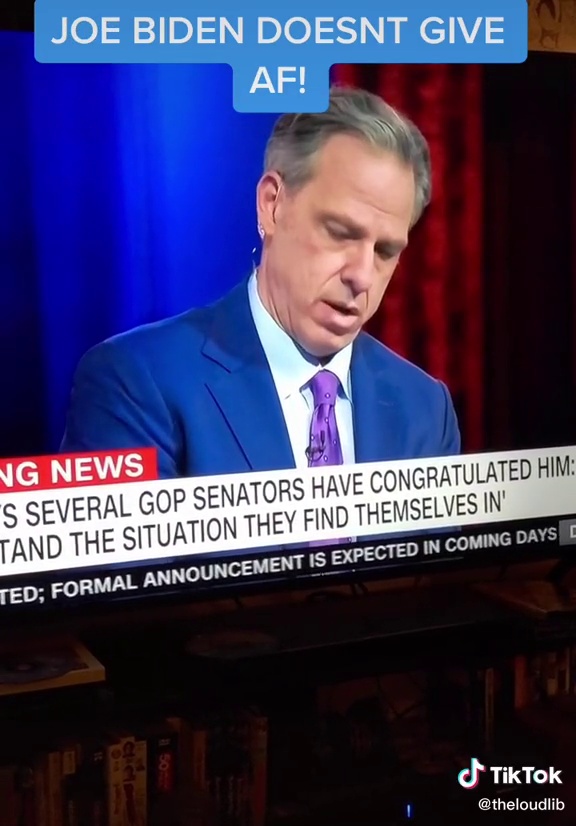 JOE BIDEN DOESNT GIVE
AF!
NG NEWS
'S SEVERAL GOP SENATORS HAVE CONGRATULATED HIM:
TAND THE SITUATION THEY FIND THEMSELVES IN'
TED; FORMAL ANNOUNCEMENT IS EXPECTED IN COMING DAYS
TikTok
@theloudlib